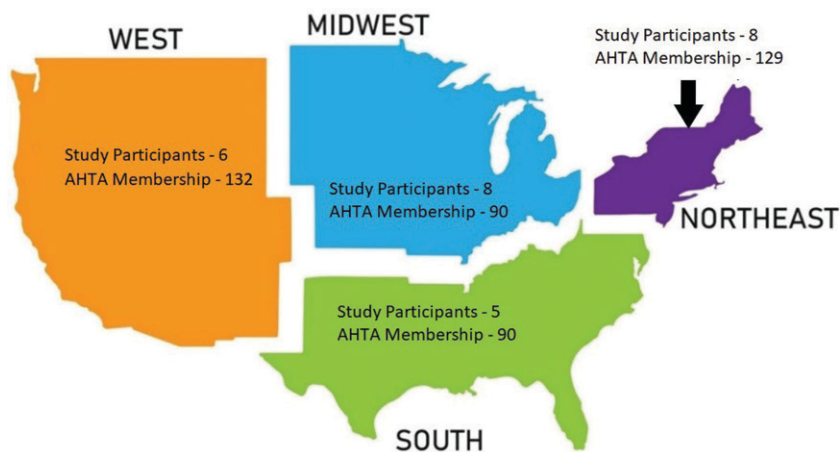 WEST
Study Participants - 6
AHTA Membership - 132
MIDWEST
Study Participants - 8
AHTA Membership - 90
Study Participants - 8
AHTA Membership - 129
NORTHEAST
Study Participants - 5
AHTA Membership - 90
SOUTH